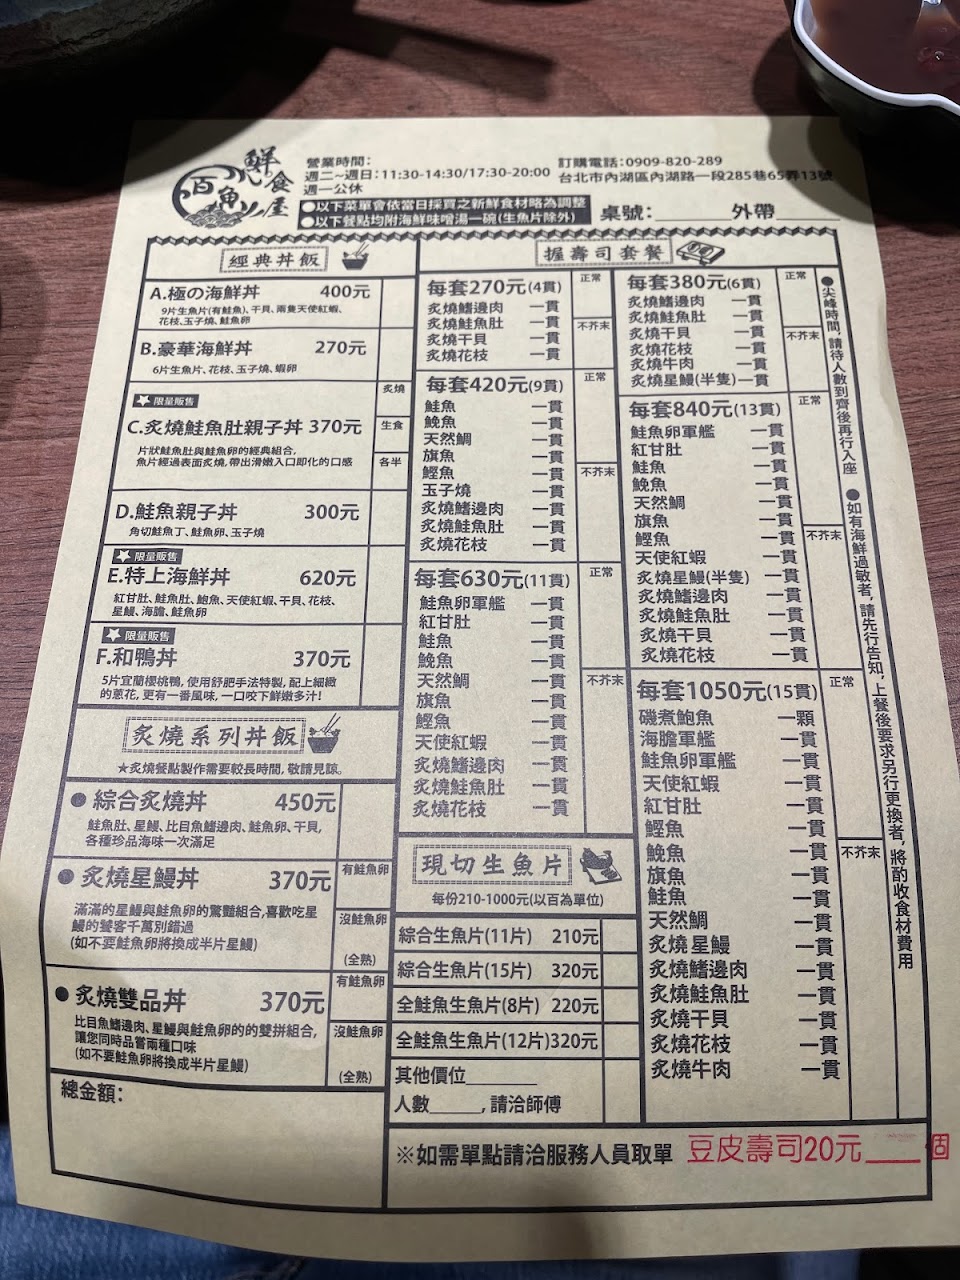 百魚鮮食屋
營業時間：
週二~週日：11:30-14:30/17:30-20:00
週一公休
訂購電話：0909-820-289
台北市內湖區內湖路一段285巷65弄13號
●以下菜單會依當日採買之新鮮食材略為調整
●以下餐點均附海鮮味噌湯一碗(生魚片除外)
桌號：______ 外帶______
經典丼飯
A.極の海鮮丼 400元
9片生魚片(有鮭魚)、干貝、兩隻天使紅蝦、
花枝、玉子燒、鮭魚卵
B.豪華海鮮丼 270元
6片生魚片、花枝、玉子燒、蝦卵
★限量販售
C.炙燒鮭魚肚親子丼 370元
片狀鮭魚肚與鮭魚卵的經典組合，
魚片經過表面炙燒，帶出滑嫩入口即化的口感
炙燒
生食
各半
D.鮭魚親子丼 300元
角切鮭魚丁、鮭魚卵、玉子燒
★限量販售
E.特上海鮮丼 620元
紅甘肚、鮭魚肚、鮑魚、天使紅蝦、干貝、花枝、
星鰻、海膽、鮭魚卵
★限量販售
F.和鴨丼 370元
5片宜蘭櫻桃鴨，使用舒肥手法特製，配上細緻
的蔥花，更有一番風味，一口咬下鮮嫩多汁！
炙燒系列丼飯
★炙燒餐點製作需要較長時間，敬請見諒。
●綜合炙燒丼 450元
鮭魚肚、星鰻、比目魚鰭邊肉、鮭魚卵、干貝，
各種珍品海味一次滿足
●炙燒星鰻丼 370元
滿滿的星鰻與鮭魚卵的驚豔組合，喜歡吃星
鰻的饕客千萬別錯過
(如不要鮭魚卵將換成半片星鰻)
有鮭魚卵
沒鮭魚卵
(全熟)
●炙燒雙品丼 370元
比目魚鰭邊肉、星鰻與鮭魚卵的的雙拼組合，
讓您同時品嘗兩種口味
(如不要鮭魚卵將換成半片星鰻)
有鮭魚卵
沒鮭魚卵
(全熟)
總金額：
握壽司套餐
每套270元(4貫)
炙燒鰭邊肉 一貫
炙燒鮭魚肚 一貫
炙燒干貝 一貫
炙燒花枝 一貫
正常
不芥末
每套420元(9貫)
鮭魚 一貫
鮸魚 一貫
天然鯛 一貫
旗魚 一貫
鰹魚 一貫
玉子燒 一貫
炙燒鰭邊肉 一貫
炙燒鮭魚肚 一貫
炙燒花枝 一貫
正常
不芥末
每套630元(11貫)
鮭魚卵軍艦 一貫
紅甘肚 一貫
鮭魚 一貫
鮸魚 一貫
天然鯛 一貫
旗魚 一貫
鰹魚 一貫
天使紅蝦 一貫
炙燒鰭邊肉 一貫
炙燒鮭魚肚 一貫
炙燒花枝 一貫
正常
不芥末
現切生魚片
每份210-1000元(以百為單位)
綜合生魚片(11片) 210元
綜合生魚片(15片) 320元
全鮭魚生魚片(8片) 220元
全鮭魚生魚片(12片)320元
其他價位______
人數_____，請洽師傅
每套380元(6貫)
炙燒鰭邊肉 一貫
炙燒鮭魚肚 一貫
炙燒干貝 一貫
炙燒花枝 一貫
炙燒牛肉 一貫
炙燒星鰻(半隻)一貫
正常
不芥末
每套840元(13貫)
鮭魚卵軍艦 一貫
紅甘肚 一貫
鮭魚 一貫
鮸魚 一貫
天然鯛 一貫
旗魚 一貫
鰹魚 一貫
天使紅蝦 一貫
炙燒星鰻(半隻) 一貫
炙燒鰭邊肉 一貫
炙燒鮭魚肚 一貫
炙燒干貝 一貫
炙燒花枝 一貫
正常
不芥末
每套1050元(15貫)
磯煮鮑魚 一顆
海膽軍艦 一貫
鮭魚卵軍艦 一貫
天使紅蝦 一貫
紅甘肚 一貫
鰹魚 一貫
鮸魚 一貫
旗魚 一貫
鮭魚 一貫
天然鯛 一貫
炙燒星鰻 一貫
炙燒鰭邊肉 一貫
炙燒鮭魚肚 一貫
炙燒干貝 一貫
炙燒花枝 一貫
炙燒牛肉 一貫
正常
不芥末
●尖峰時間，請待人數到齊後再行入座
●如有海鮮過敏者，請先行告知，上餐後要求另行更換者，將酌收食材費用
※如需單點請洽服務人員取單 豆皮壽司20元____個